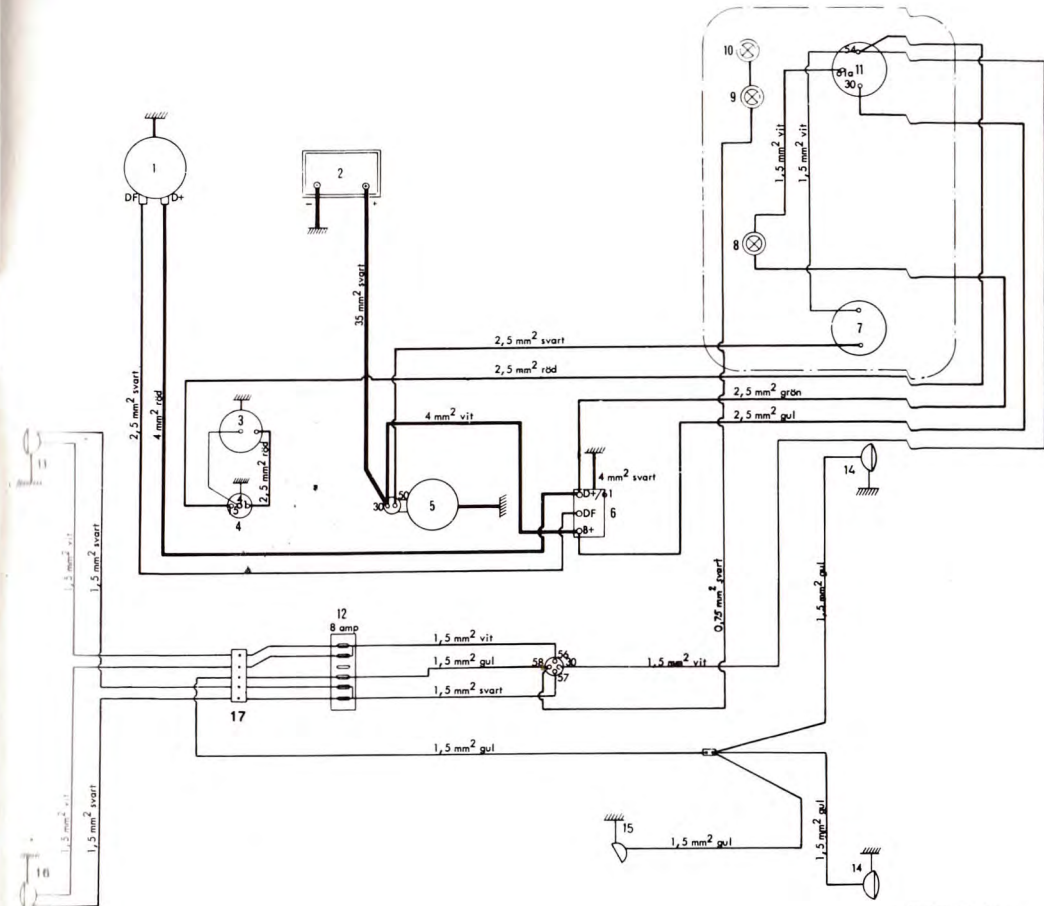 10
54
11
61a
9
30
1
2
DF
D+
-
+
1,5 mm² vit
1,5 mm² vit
8
35 mm² svart
7
2,5 mm² svart
2,5 mm² röd
2,5 mm² svart
4 mm² röd
3
4 mm² vit
2,5 mm² grön
2,5 mm² gul
2,5 mm² röd
4 mm² svart
14
15
4
30
50
5
D+
DF
B+
1
6
1,5 mm² vit
1,5 mm² svart
0,75 mm² svart
1,5 mm² gul
12
8 amp
1,5 mm² vit
56
1,5 mm² gul
58
30
1,5 mm² vit
57
1,5 mm² svart
17
1,5 mm² gul
1,5 mm² vit
1,5 mm² svart
15
1,5 mm² gul
1,5 mm² gul
14
16